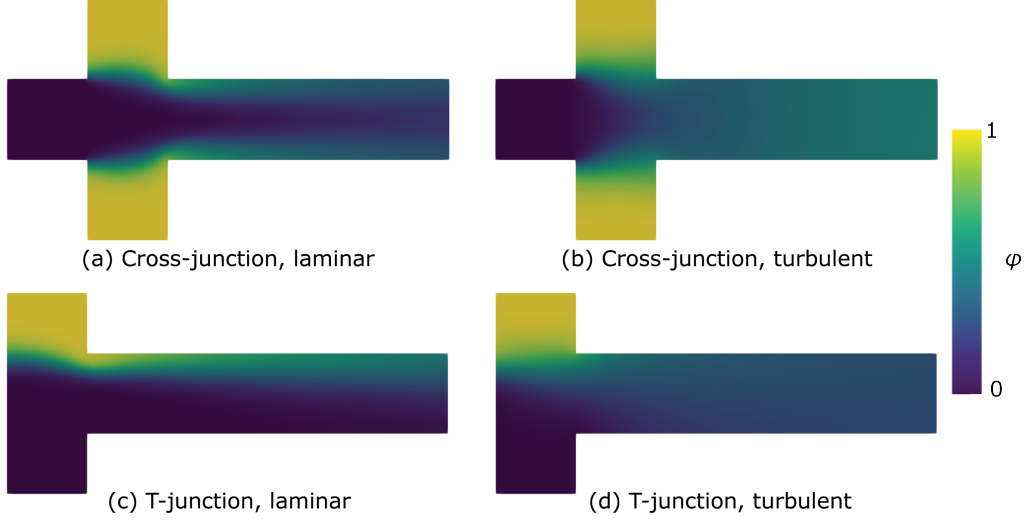 (a) Cross-junction, laminar
(b) Cross-junction, turbulent
1
φ
0
(c) T-junction, laminar
(d) T-junction, turbulent